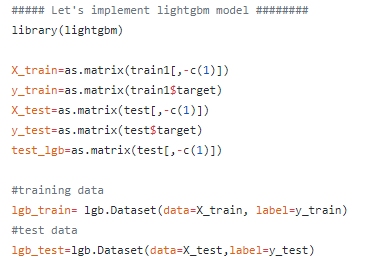 ##### Let's implement lightgbm model ########
library(lightgbm)
X_train=as.matrix(train1[,-c(1)])
y_train=as.matrix(train1$target)
X_test=as.matrix(test[,-c(1)])
y_test=as.matrix(test$target)
test_lgb=as.matrix(test[,-c(1)])
#training data
lgb_train= lgb.Dataset(data=X_train, label=y_train)
#test data
lgb_test=lgb.Dataset(data=X_test,label=y_test)